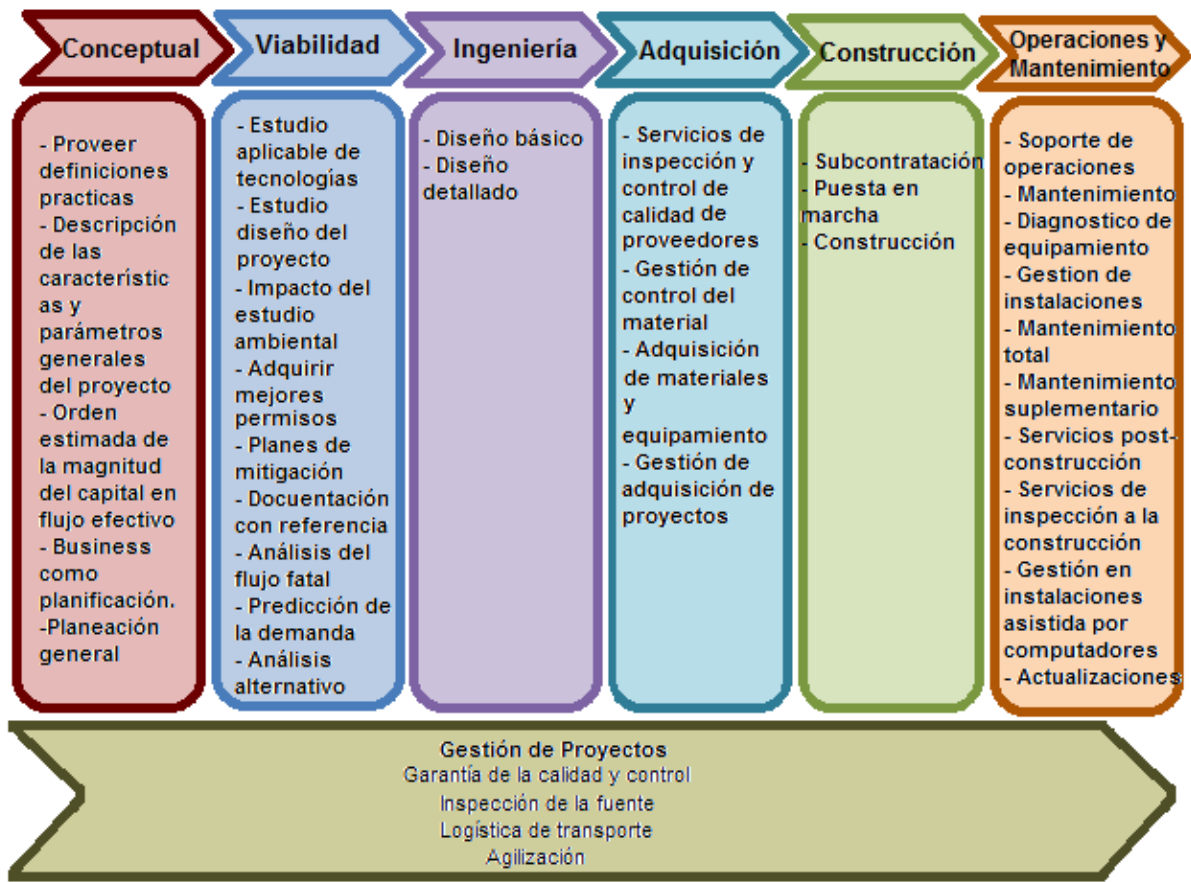 Conceptual
Viabilidad
Ingeniería
Adquisición
Construcción
Operaciones y
Mantenimiento
- Proveer
definiciones
practicas
- Descripción
de las
característic
as y
parámetros
generales
del proyecto
- Orden
estimada de
la magnitud
del capital en
flujo efectivo
- Business
como
planificación.
-Planeación
general
- Estudio
aplicable de
tecnologías
- Estudio
diseño del
proyecto
- Impacto del
estudio
ambiental
- Adquirir
mejores
permisos
- Planes de
mitigación
- Docuentación
con referencia
- Análisis del
flujo fatal
- Predicción de
la demanda
- Análisis
alternativo
- Diseño básico
- Diseño
detallado
- Servicios de
inspección y
control de
calidad de
proveedores
- Gestión de
control del
material
- Adquisición
de materiales
y
equipamiento
- Gestión de
adquisición de
proyectos
- Subcontratación
- Puesta en
marcha
- Construcción
- Soporte de
operaciones
- Mantenimiento
- Diagnostico de
equipamiento
- Gestion de
instalaciones
- Mantenimiento
total
- Mantenimiento
suplementario
- Servicios post-
construcción
- Servicios de
inspección a la
construcción
- Gestión en
instalaciones
asistida por
computadores
- Actualizaciones
Gestión de Proyectos
Garantía de la calidad y control
Inspección de la fuente
Logística de transporte
Agilización